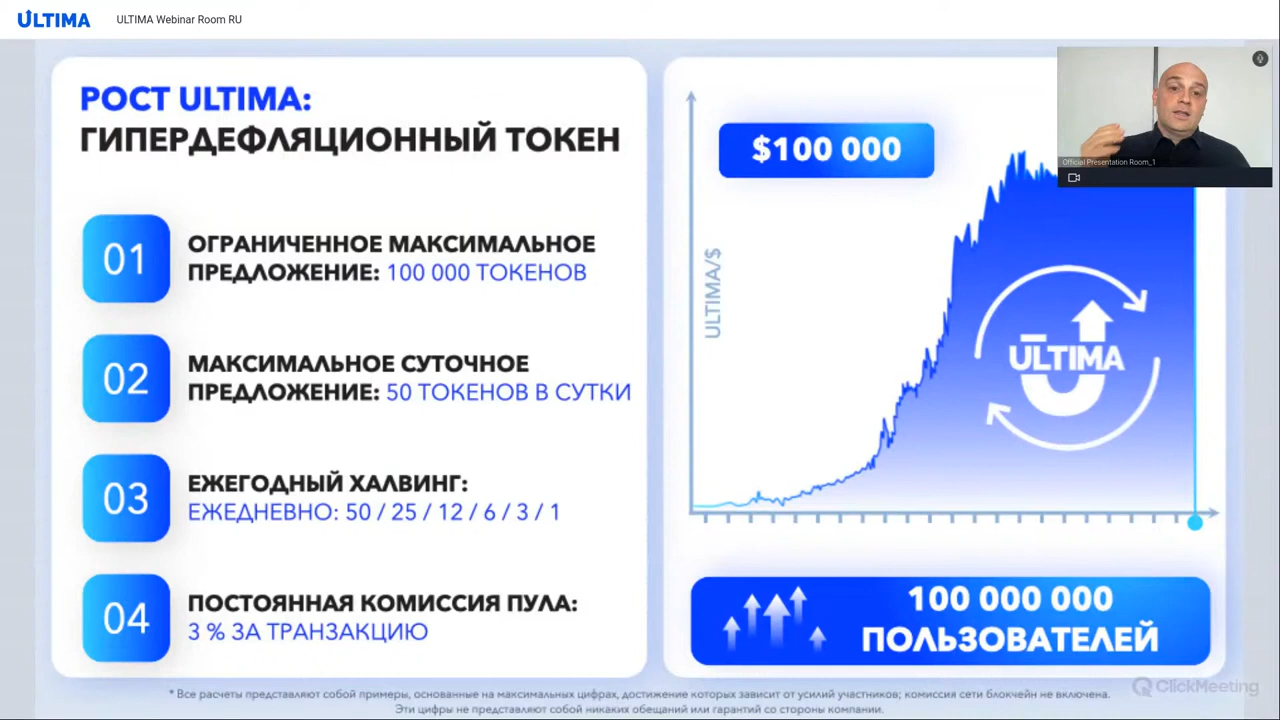 ULTIMA
ULTIMA Webinar Room RU
РОСТ ULTIMA:
ГИПЕРДЕФЛЯЦИОННЫЙ ТОКЕН
01
ОГРАНИЧЕННОЕ МАКСИМАЛЬНОЕ
ПРЕДЛОЖЕНИЕ: 100 000 ТОКЕНОВ
02
МАКСИМАЛЬНОЕ СУТОЧНОЕ
ПРЕДЛОЖЕНИЕ: 50 ТОКЕНОВ В СУТКИ
03
ЕЖЕГОДНЫЙ ХАЛВИНГ:
ЕЖЕДНЕВНО: 50 / 25 / 12 / 6 / 3 / 1
04
ПОСТОЯННАЯ КОМИССИЯ ПУЛА:
3 % ЗА ТРАНЗАКЦИЮ
$100 000
ULTIMA/$
ULTIMA
Official Presentation Room_1
100 000 000
ПОЛЬЗОВАТЕЛЕЙ
* Все расчеты представляют собой примеры, основанные на максимальных цифрах, достижение которых зависит от усилий участников; комиссия сети блокчейн не включена.
Эти цифры не представляют собой никаких обещаний или гарантий со стороны компании.
ClickMeeting